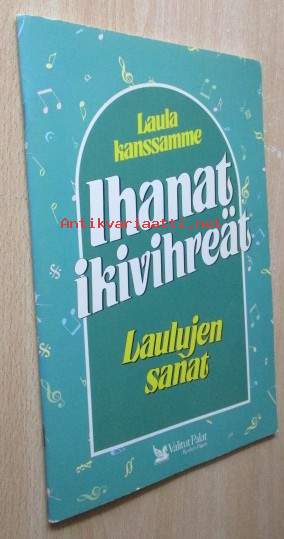 Laula
kanssamme
Ihanat
Antikvariaatti.net
ikivihreät
Laulujen
sanat
Valitut Palat